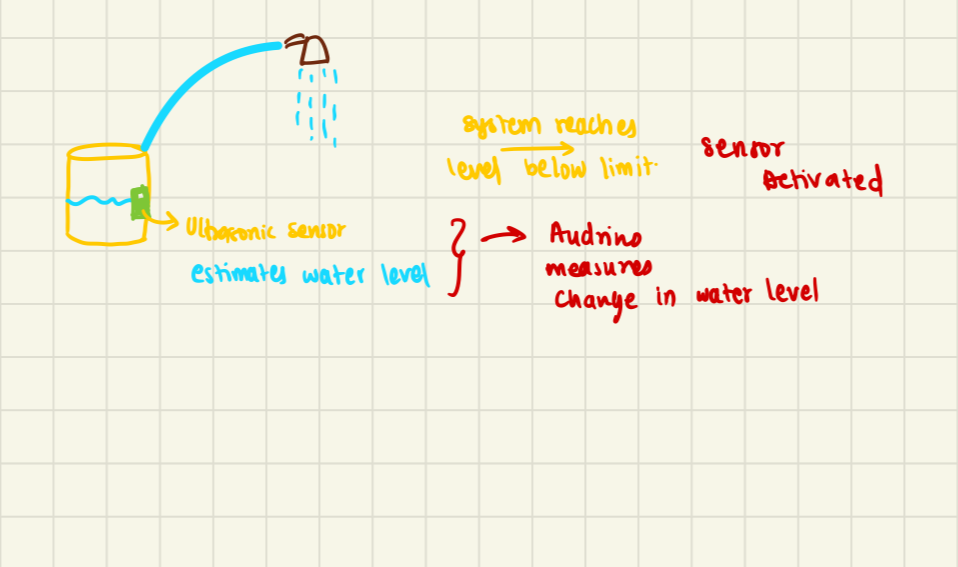 system reaches
level below limit.
sensor
Activated
Ultrasonic sensor
estimates water level
Audrino
measures
change in water level